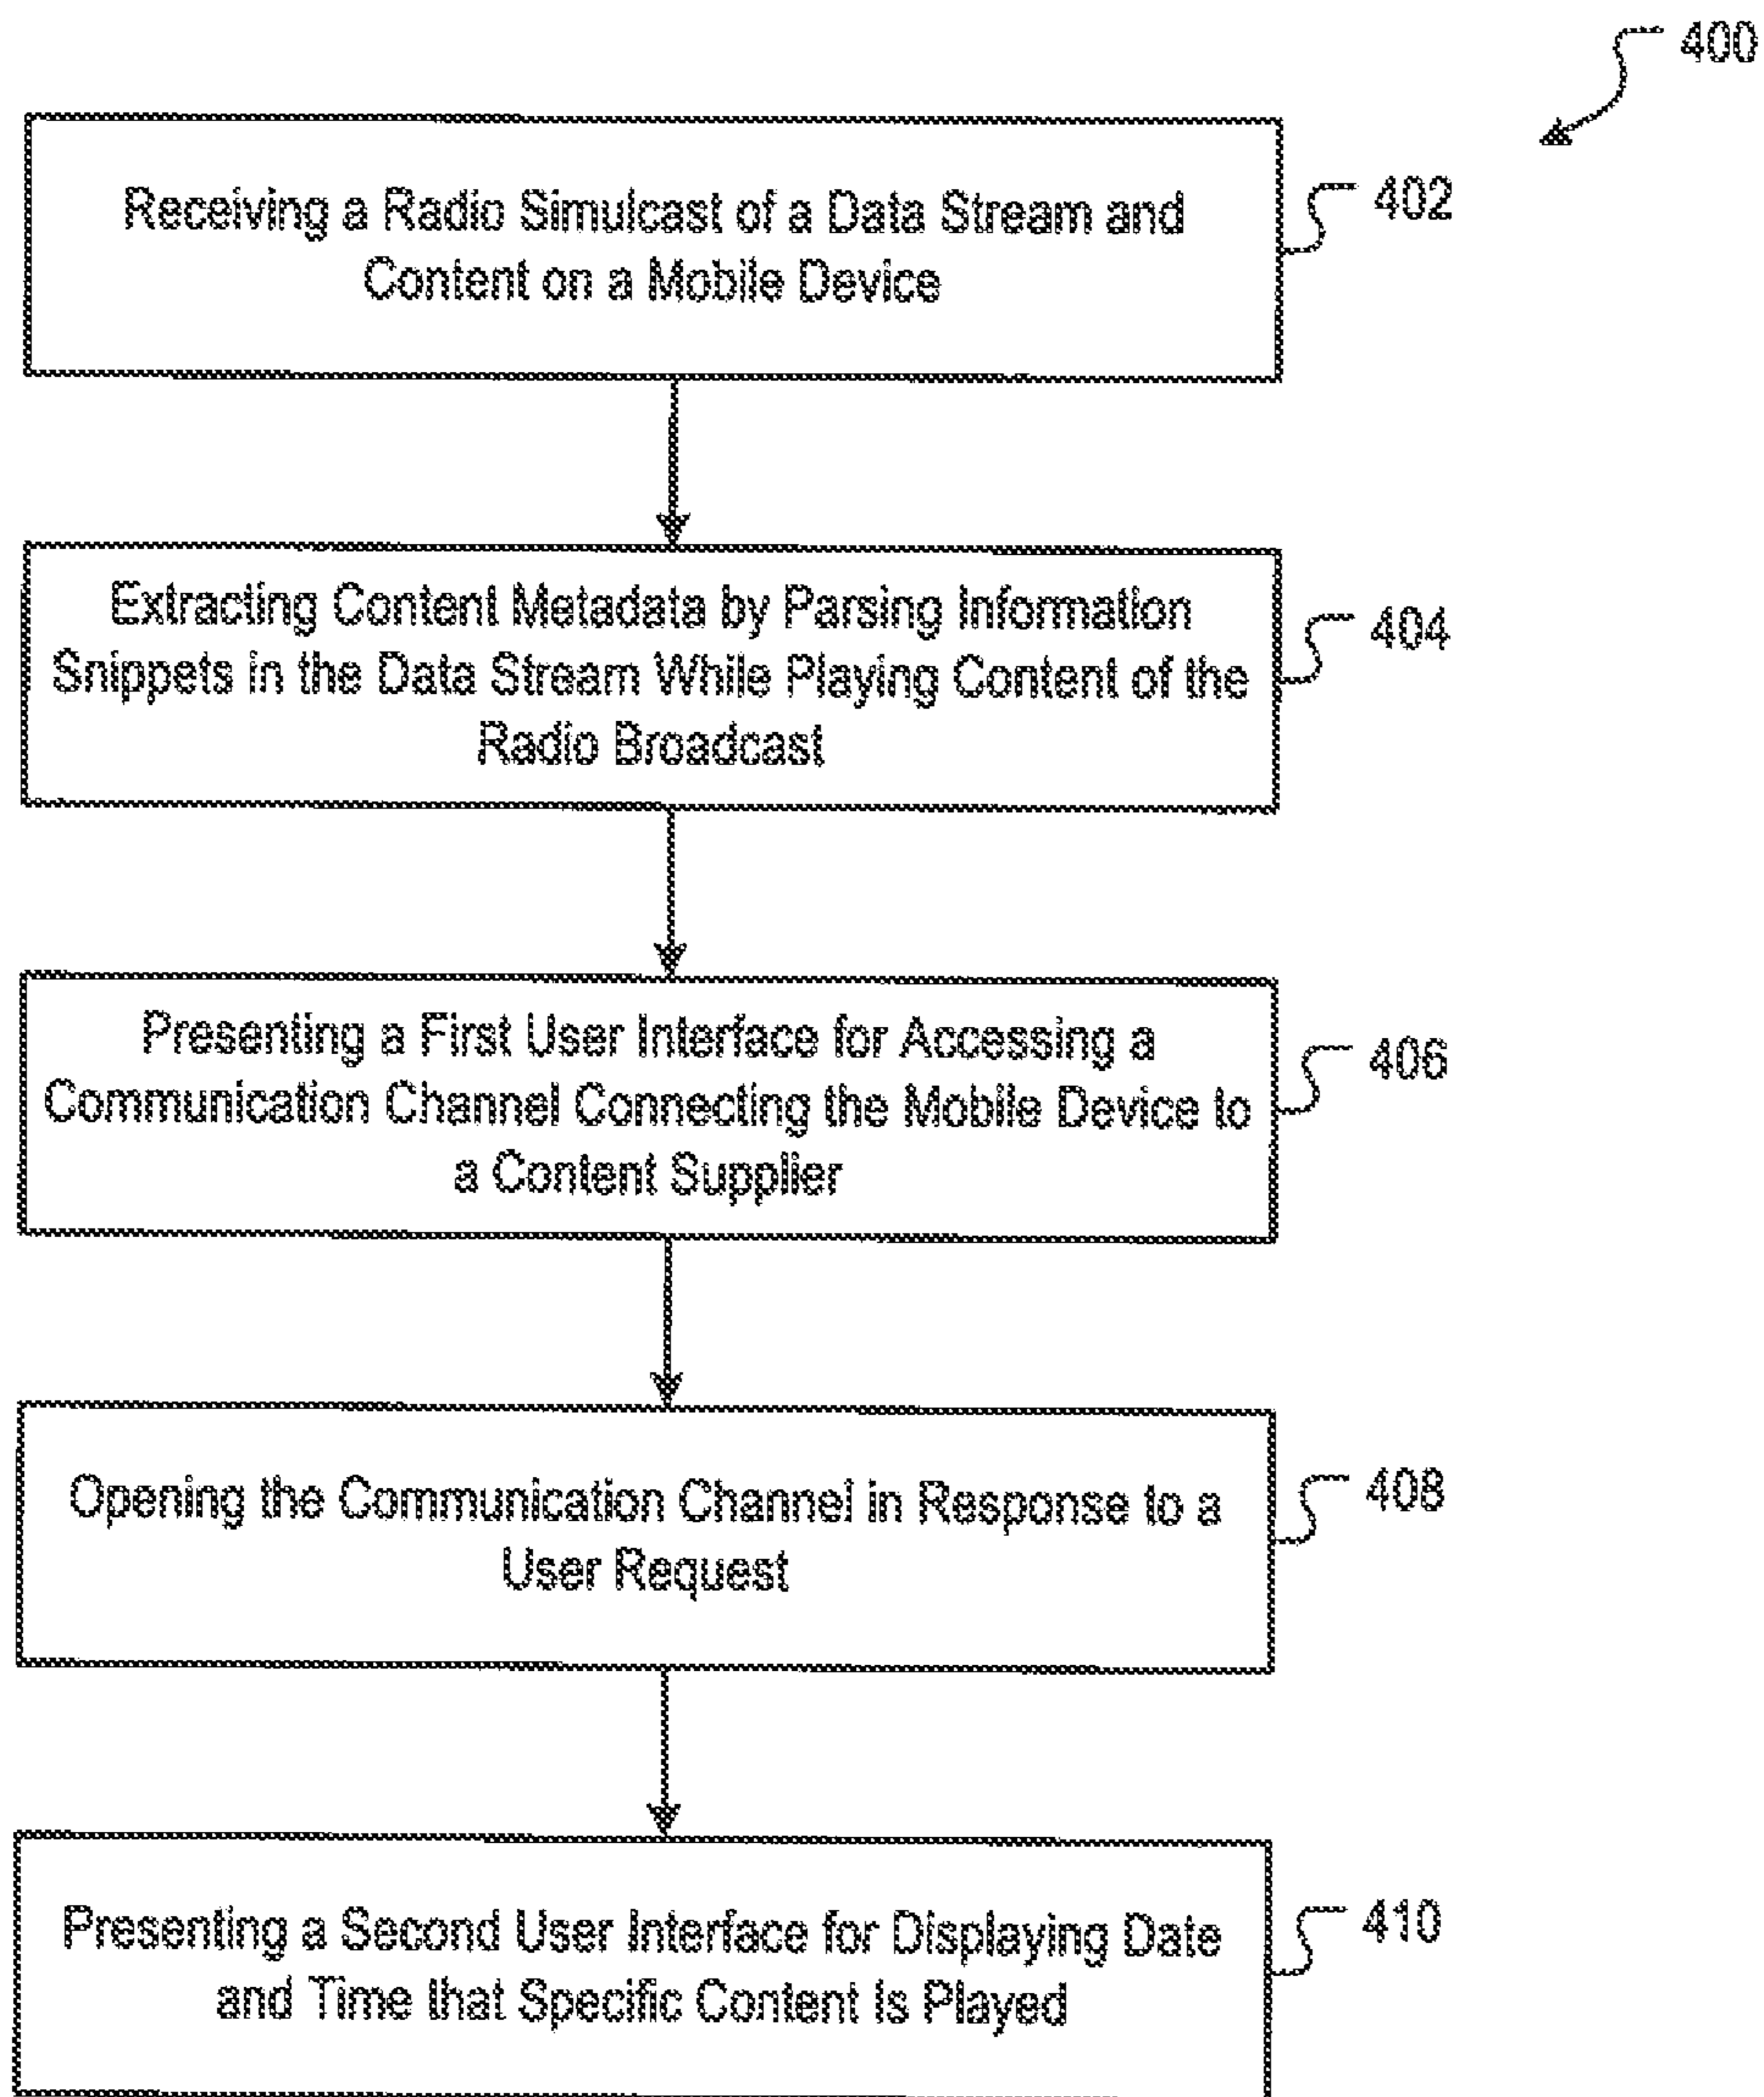 400
Receiving a Radio Simulcast of a Data Stream and
Content on a Mobile Device
402
Extracting Content Metadata by Parsing Information
Snippets in the Data Stream While Playing Content of the
Radio Broadcast
404
Presenting a First User Interface for Accessing a
Communication Channel Connecting the Mobile Device to
a Content Supplier
406
Opening the Communication Channel in Response to a
User Request
408
Presenting a Second User Interface for Displaying Date
and Time that Specific Content Is Played
410